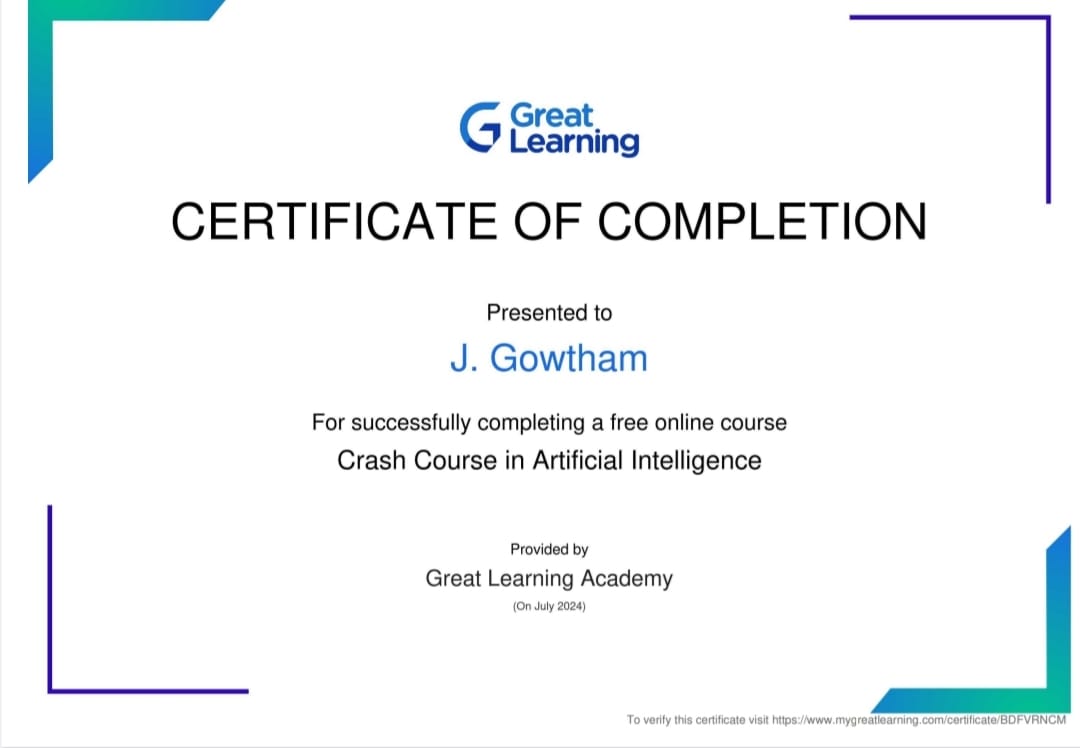 Great
Learning
CERTIFICATE OF COMPLETION
Presented to
J. Gowtham
For successfully completing a free online course
Crash Course in Artificial Intelligence
Provided by
Great Learning Academy
(On July 2024)
To verify this certificate visit https://www.mygreatlearning.com/certificate/BDFVRNCM